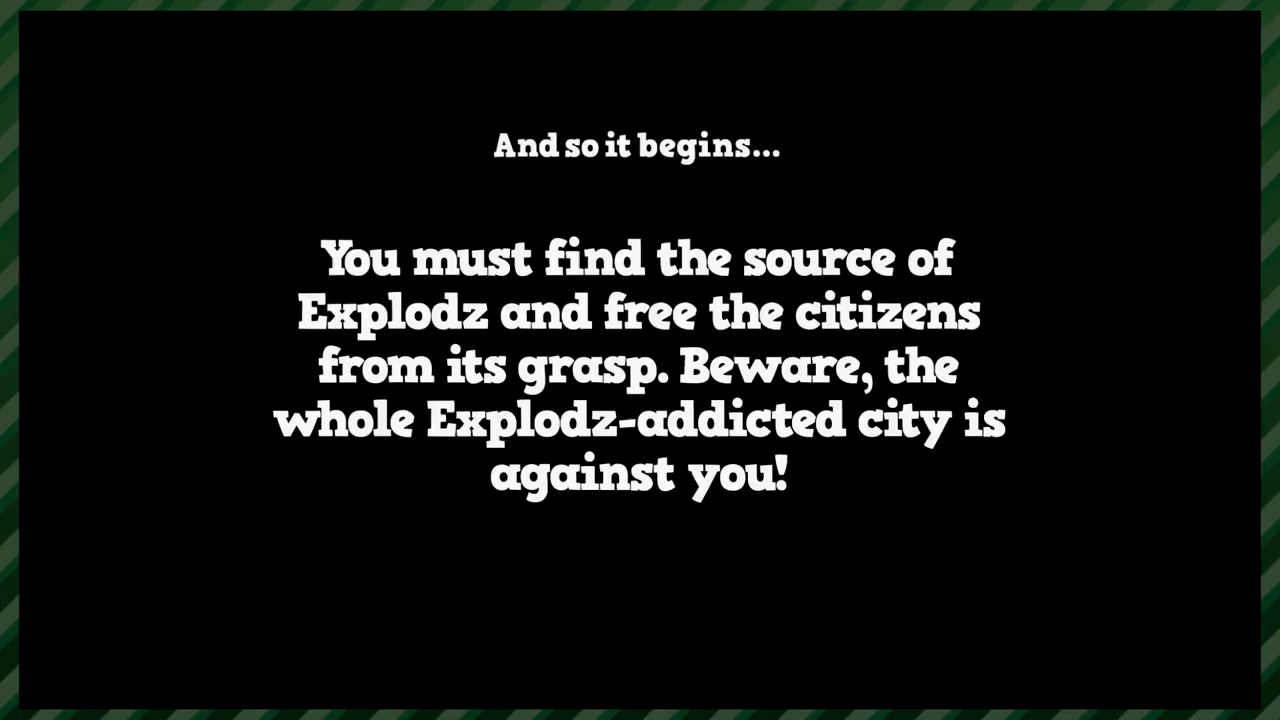 And so it begins...
You must find the source of
Explodz and free the citizens
from its grasp. Beware, the
whole Explodz-addicted city is
against you!